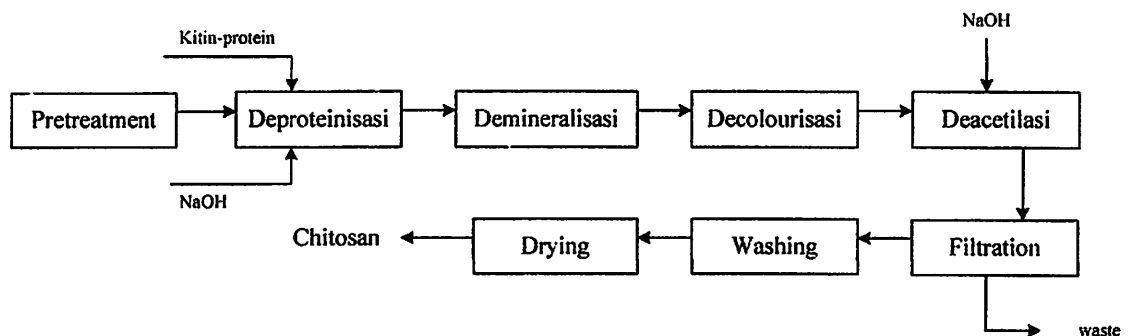 NaOH
Kitin-protein
Pretreatment
Deproteinisasi
Demineralisasi
Decolourisasi
Deacetilasi
NaOH
Chitosan
Drying
Washing
Filtration
waste